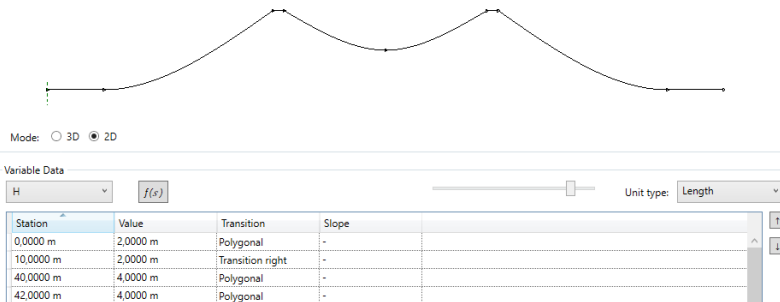 Mode: 3D 2D
Variable Data
H f(s) Unit type: Length
Station Value Transition Slope
0,0000 m 2,0000 m Polygonal -
10,0000 m 2,0000 m Transition right -
40,0000 m 4,0000 m Polygonal -
42,0000 m 4,0000 m Polygonal -